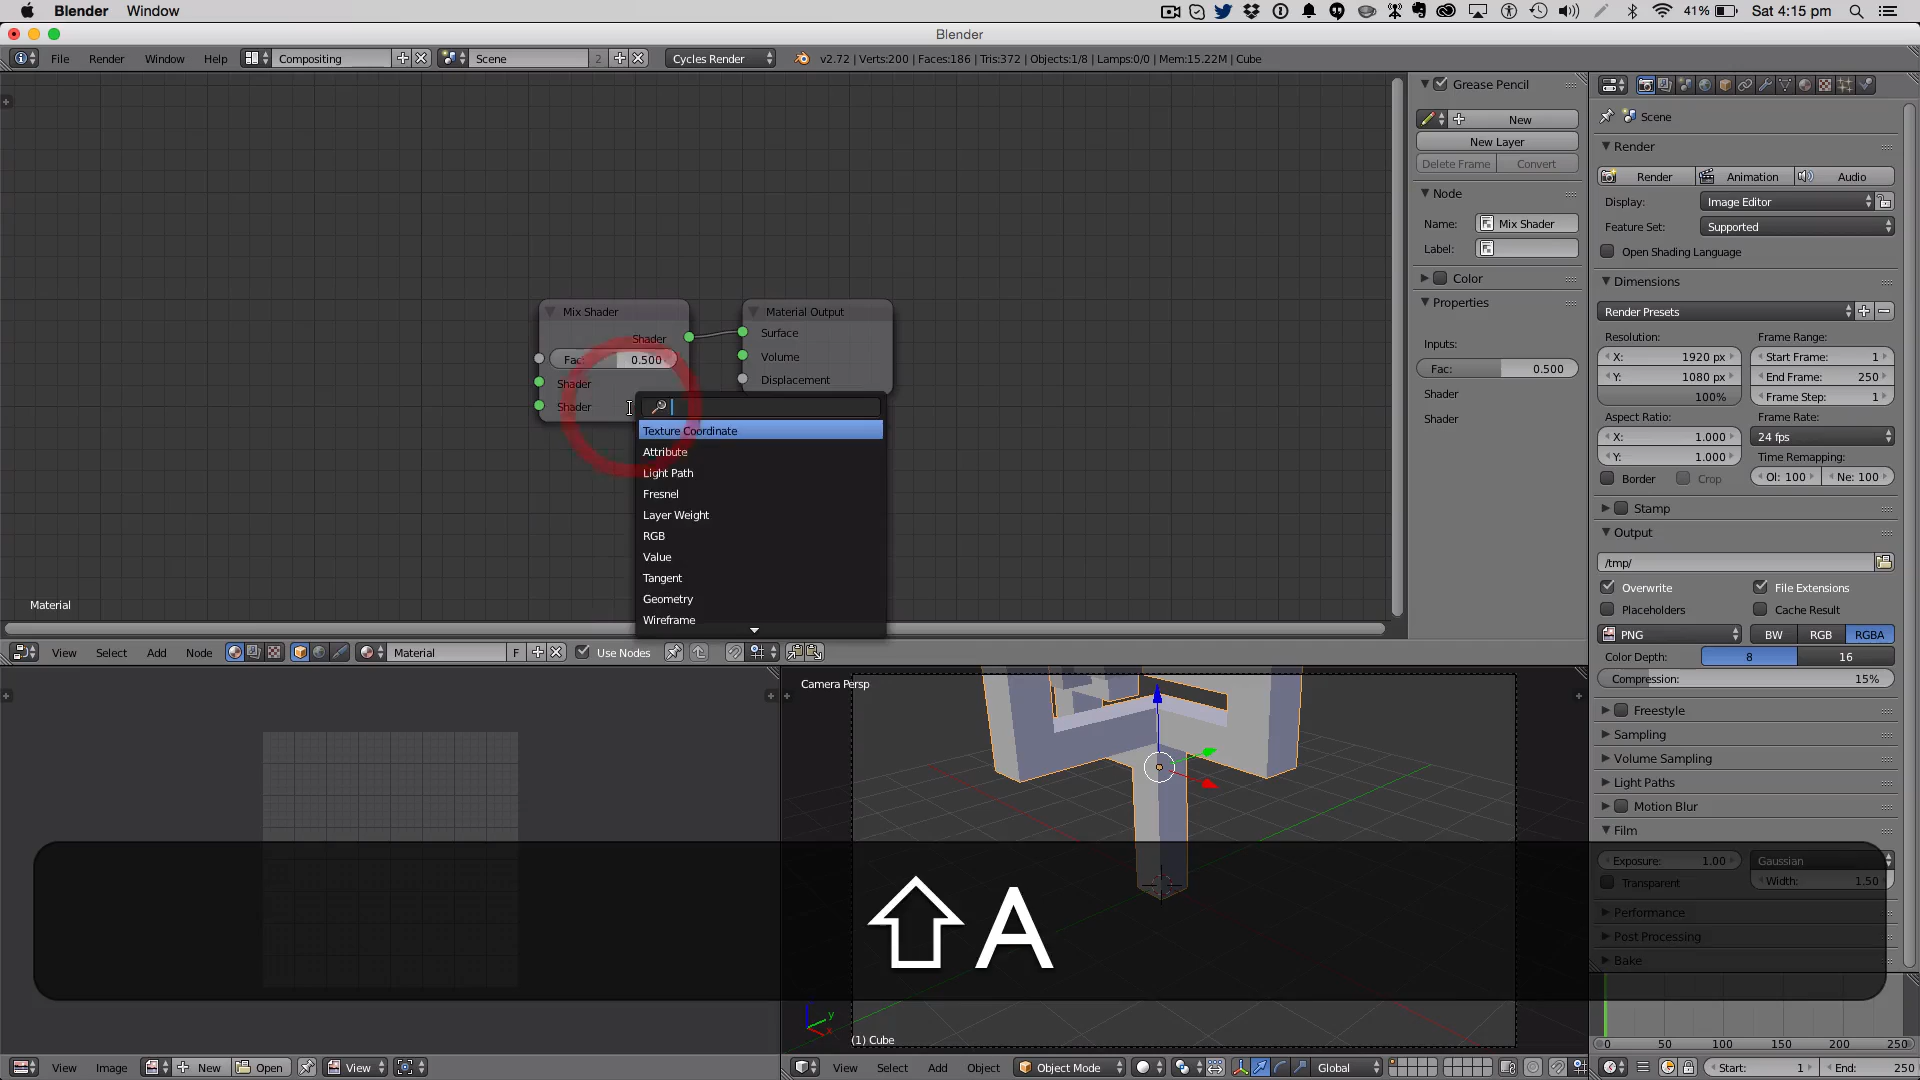 Blender Window 41% Sat 4:15 pm
Blender
File Render Window Help Compositing Scene 2 Cycles Render v2.72 | Verts:200 | Faces:186 | Tris:372 | Objects:1/8 | Lamps:0/0 | Mem:15.22M | Cube
Mix Shader
Shader
Fac: 0.500
Shader
Shader
Material Output
Surface
Volume
Displacement
Texture Coordinate
Attribute
Light Path
Fresnel
Layer Weight
RGB
Value
Tangent
Geometry
Wireframe
Material
View Select Add Node Material F Use Nodes
Grease Pencil
New
New Layer
Delete Frame Convert
Node
Name: Mix Shader
Label:
Color
Properties
Inputs:
Fac: 0.500
Shader
Shader
Scene
Render
Render Animation Audio
Display: Image Editor
Feature Set: Supported
Open Shading Language
Dimensions
Render Presets
Resolution: Frame Range:
X: 1920 px Start Frame: 1
Y: 1080 px End Frame: 250
100% Frame Step: 1
Aspect Ratio: Frame Rate:
X: 1.000 24 fps
Y: 1.000 Time Remapping:
Border Crop Ol: 100 Ne: 100
Stamp
Output
/tmp/
Overwrite File Extensions
Placeholders Cache Result
PNG BW RGB RGBA
Color Depth: 8 16
Compression: 15%
Freestyle
Sampling
Volume Sampling
Light Paths
Motion Blur
Film
Exposure: 1.00 Gaussian
Transparent Width: 1.50
Performance
Post Processing
Bake
Camera Persp
A
y
x
(1) Cube
0 50 100 150 200 250
View Image New Open View
View Select Add Object Object Mode Global
Start: 1 End: 250